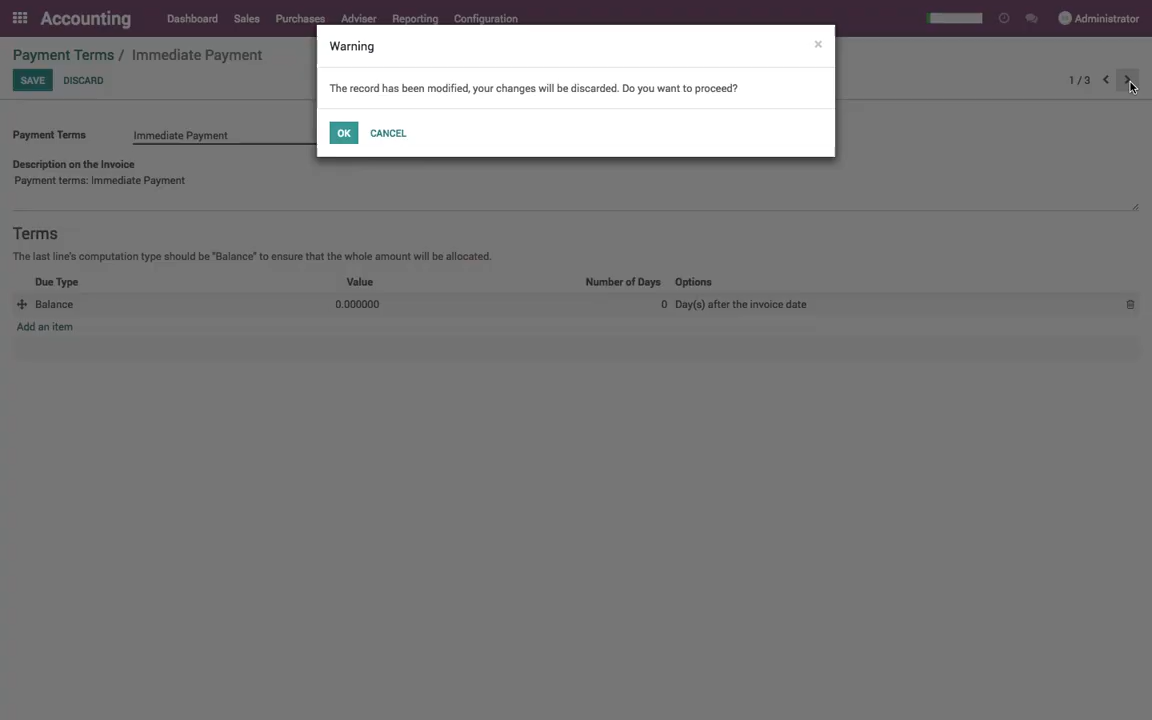 Accounting Dashboard Sales Purchases Adviser Reporting Configuration Administrator
Payment Terms / Immediate Payment
SAVE DISCARD 1 / 3
Warning ×
The record has been modified, your changes will be discarded. Do you want to proceed?
OK CANCEL
Payment Terms Immediate Payment
Description on the Invoice
Payment terms: Immediate Payment
Terms
The last line's computation type should be "Balance" to ensure that the whole amount will be allocated.
Due Type Value Number of Days Options
Balance 0.000000 0 Day(s) after the invoice date
Add an item